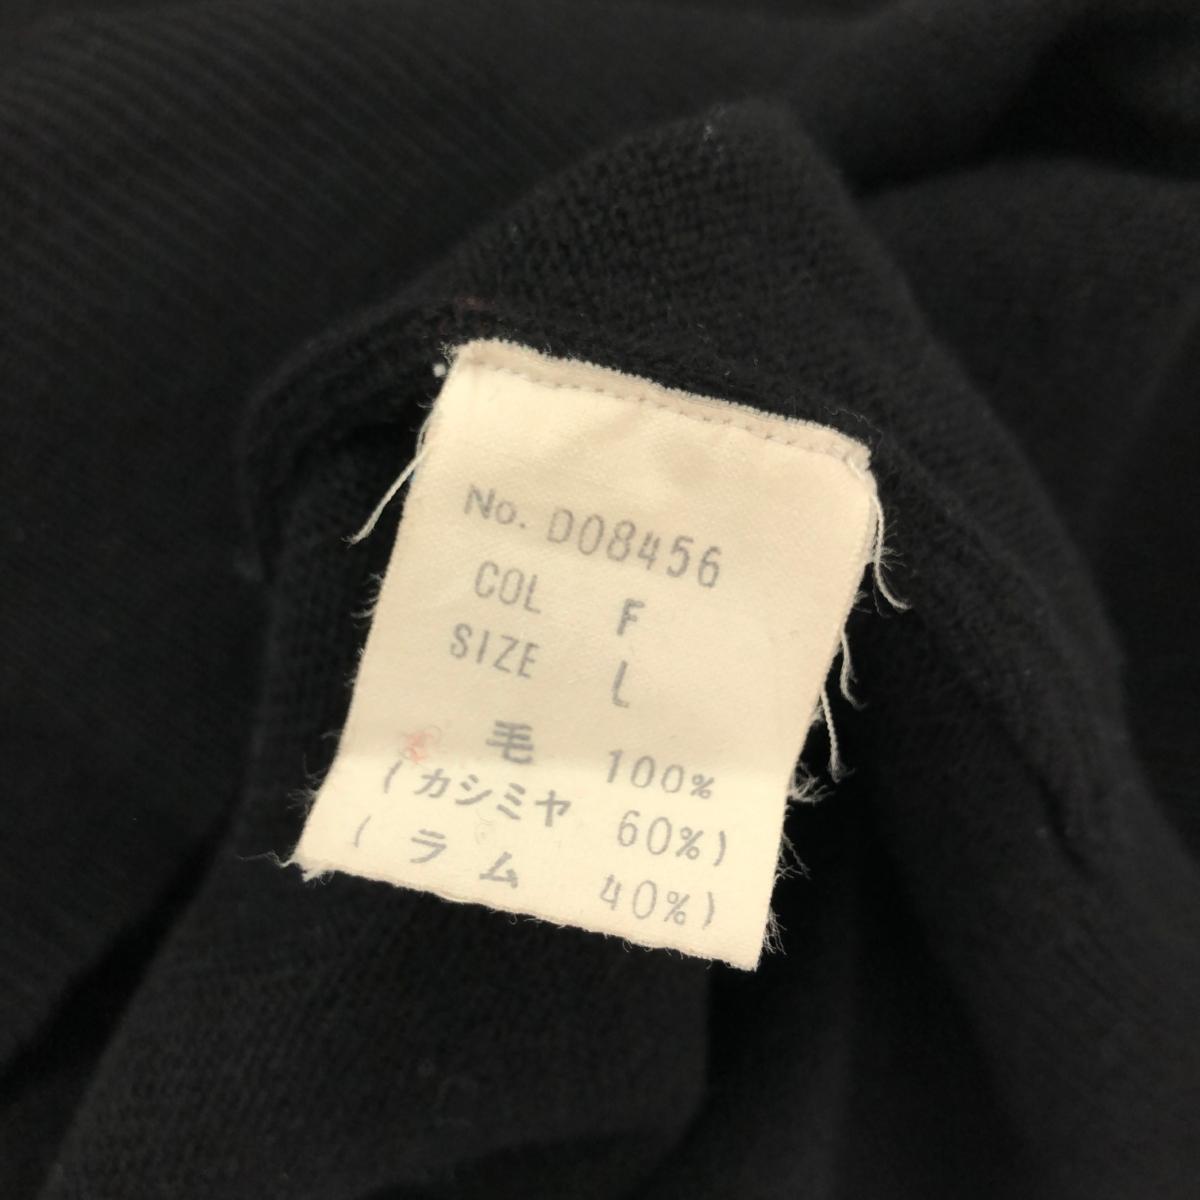 No. D08456
COL F
SIZE L
毛 100%
(カシミヤ 60%)
(ラム 40%)